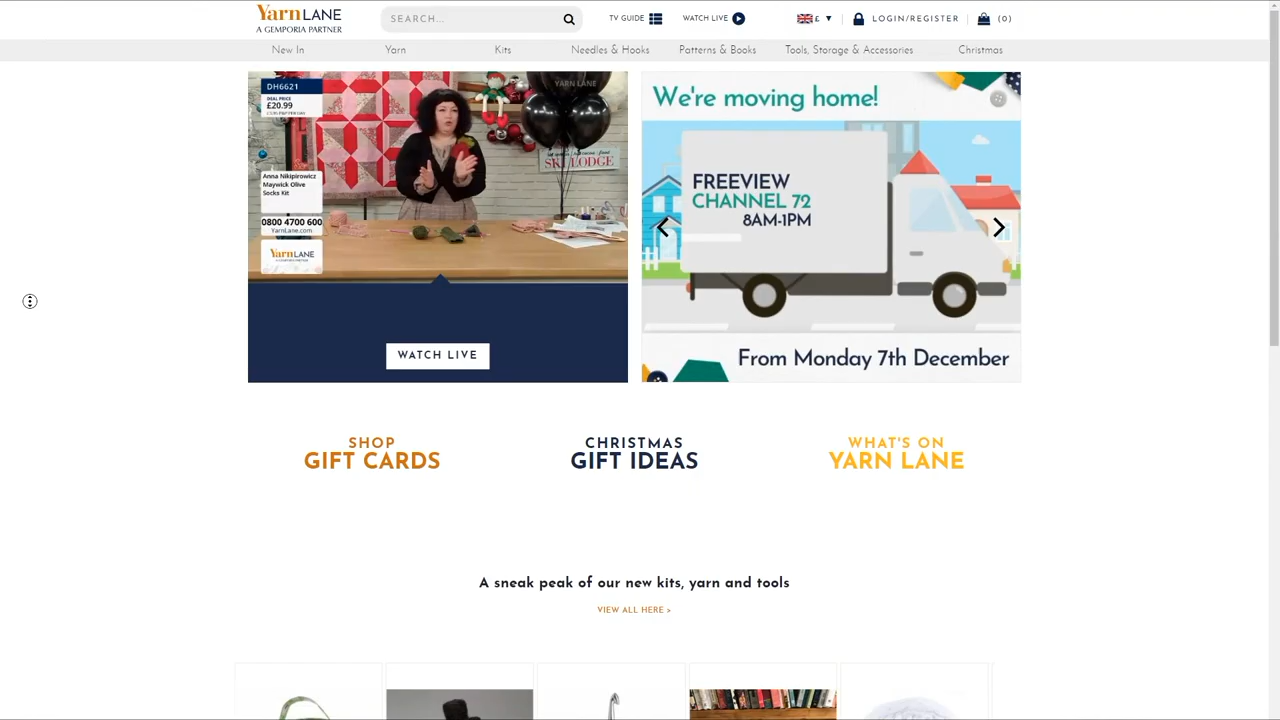 YarnLANE
A GEMPORIA PARTNER
SEARCH...
TV GUIDE
WATCH LIVE
£ ▼
LOGIN/REGISTER
(0)
New In
Yarn
Kits
Needles & Hooks
Patterns & Books
Tools, Storage & Accessories
Christmas
DH6621
DEAL PRICE
£20.99
YARN LANE
SKI LODGE
Anna Nikipirowicz
Maywick Olive
Socks Kit
0800 4700 600
YarnLane.com
YarnLANE
WATCH LIVE
We're moving home!
FREEVIEW
CHANNEL 72
8AM-1PM
From Monday 7th December
SHOP
GIFT CARDS
CHRISTMAS
GIFT IDEAS
WHAT'S ON
YARN LANE
A sneak peak of our new kits, yarn and tools
VIEW ALL HERE >